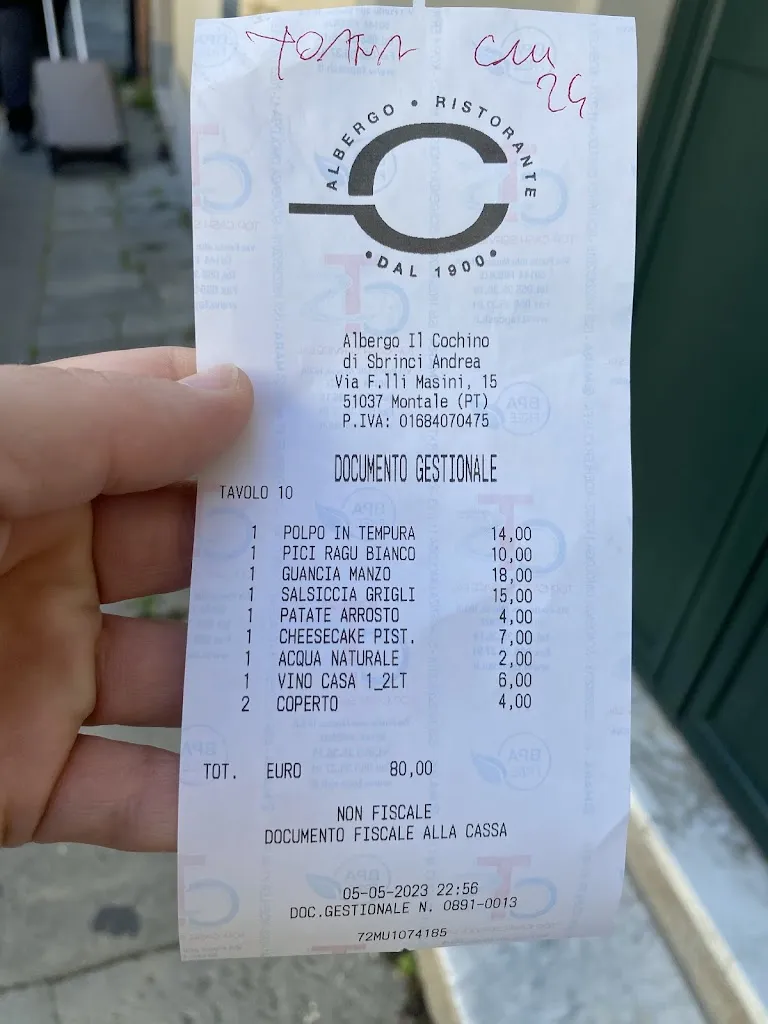 24
ALBERGO • RISTORANTE
• DAL 1900 •
Albergo Il Cochino
di Sbrinci Andrea
Via F.lli Masini, 15
51037 Montale (PT)
P.IVA: 01684070475
DOCUMENTO GESTIONALE
TAVOLO 10
1 POLPO IN TEMPURA 14,00
1 PICI RAGU BIANCO 10,00
1 GUANCIA MANZO 18,00
1 SALSICCIA GRIGLI 15,00
1 PATATE ARROSTO 4,00
1 CHEESECAKE PIST. 7,00
1 ACQUA NATURALE 2,00
1 VINO CASA 1_2LT 6,00
2 COPERTO 4,00
TOT. EURO 80,00
NON FISCALE
DOCUMENTO FISCALE ALLA CASSA
05-05-2023 22:56
DOC.GESTIONALE N. 0891-0013
72MU1074185